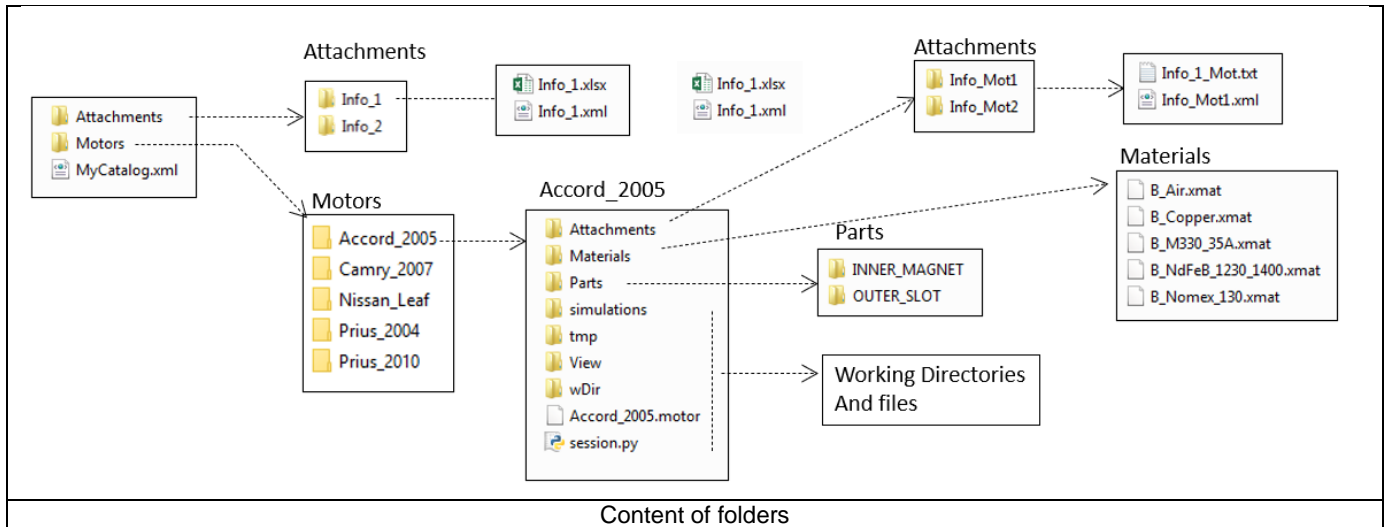 Attachments
Motors
MyCatalog.xml
Attachments
Info_1
Info_2
Info_1.xlsx
Info_1.xml
Info_1.xlsx
Info_1.xml
Motors
Accord_2005
Camry_2007
Nissan_Leaf
Prius_2004
Prius_2010
Accord_2005
Attachments
Materials
Parts
simulations
tmp
View
wDir
Accord_2005.motor
session.py
Attachments
Info_Mot1
Info_Mot2
Info_1_Mot.txt
Info_Mot1.xml
Parts
INNER_MAGNET
OUTER_SLOT
Working Directories
And files
Materials
B_Air.xmat
B_Copper.xmat
B_M330_35A.xmat
B_NdFeB_1230_1400.xmat
B_Nomex_130.xmat
Content of folders